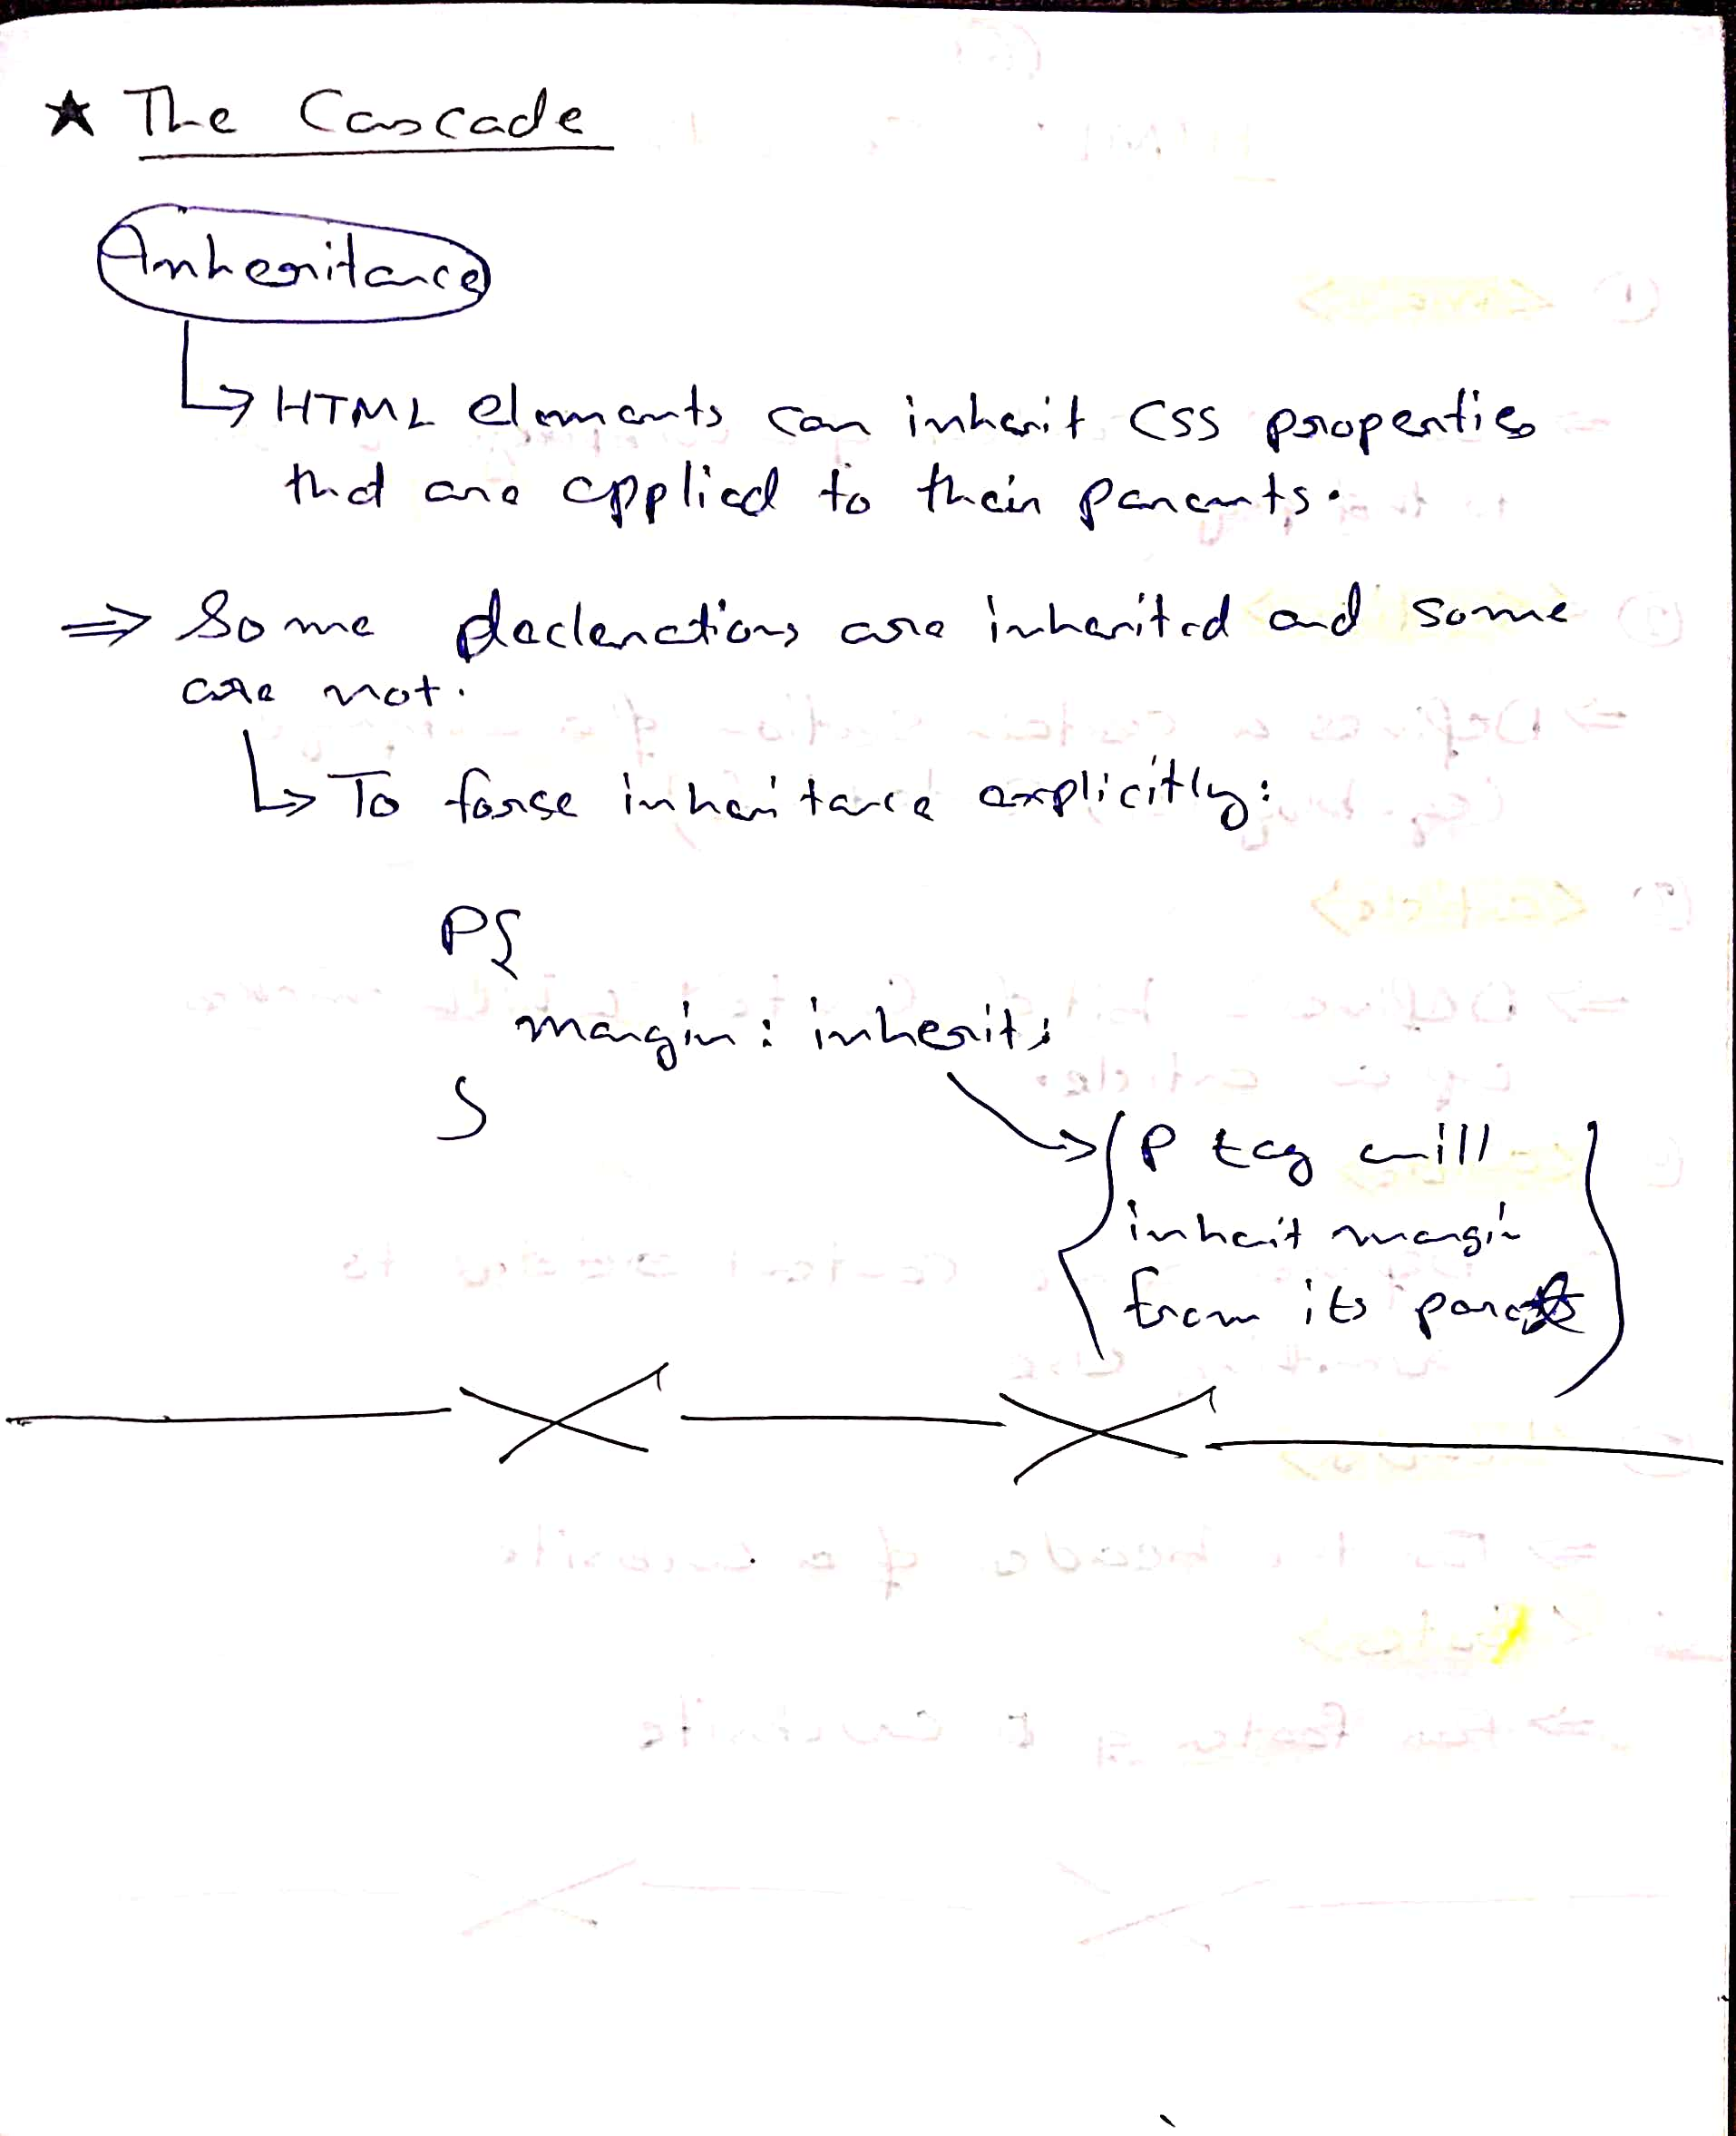 ★ The Cascade
Inheritance
↳ HTML elements can inherit CSS properties
that are applied to their parents.
⇒ Some declarations are inherited and some
are not.
↳ To forse inheritance explicitly:
P{
margin: inherit;
}
P tag will
inherit margin
from its parent